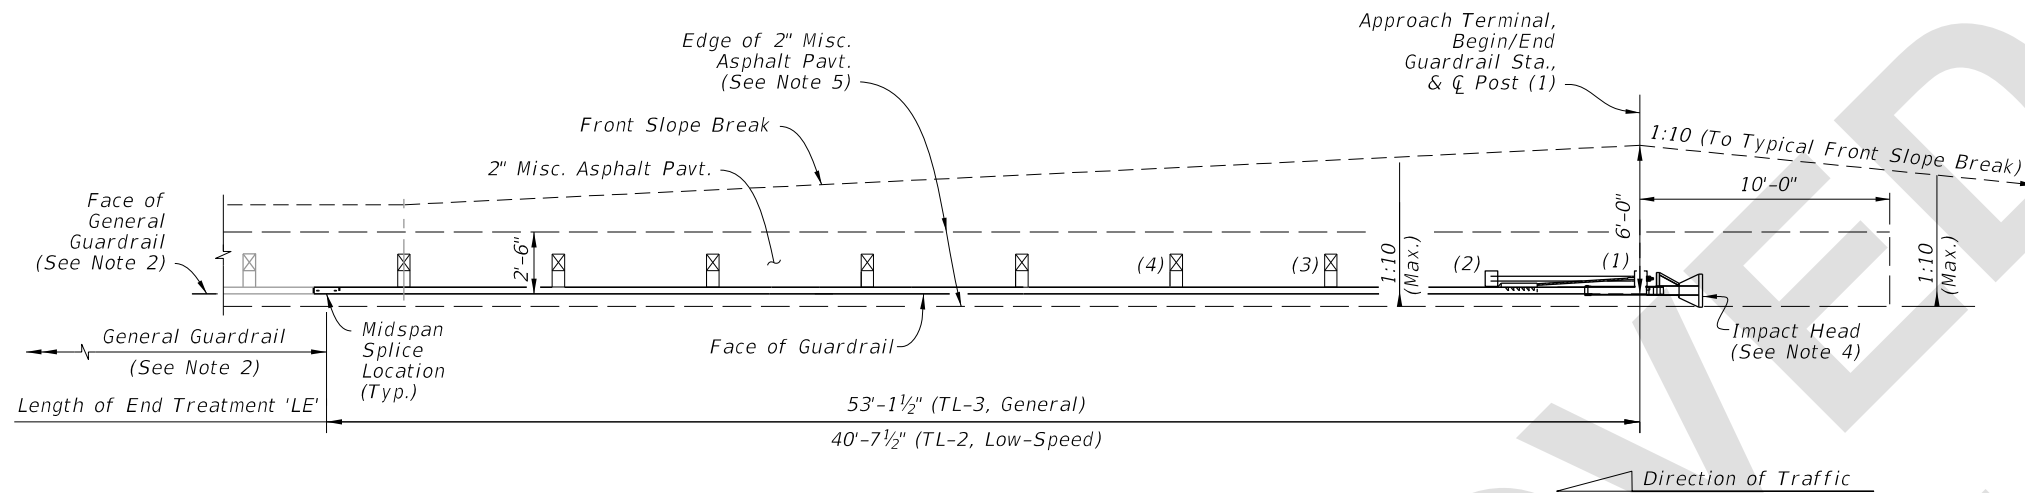 Approach Terminal,
Begin/End
Guardrail Sta.,
& ℄ Post (1)
Edge of 2" Misc.
Asphalt Pavt.
(See Note 5)
Front Slope Break
2" Misc. Asphalt Pavt.
1:10 (To Typical Front Slope Break)
10'-0"
6'-0"
1:10
(Max.)
1:10
(Max.)
Face of
General
Guardrail
(See Note 2)
2'-6"
(4)
(3)
(2)
(1)
General Guardrail
(See Note 2)
Midspan
Splice
Location
(Typ.)
Face of Guardrail
Impact Head
(See Note 4)
Length of End Treatment 'LE'
53'-1½" (TL-3, General)
40'-7½" (TL-2, Low-Speed)
Direction of Traffic
VED